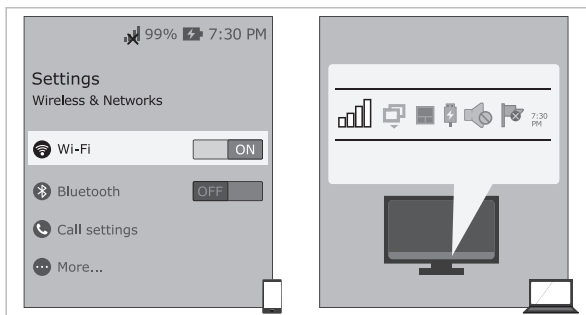 99% 7:30 PM
Settings
Wireless & Networks
Wi-Fi ON
Bluetooth OFF
Call settings
More...
7:30
PM